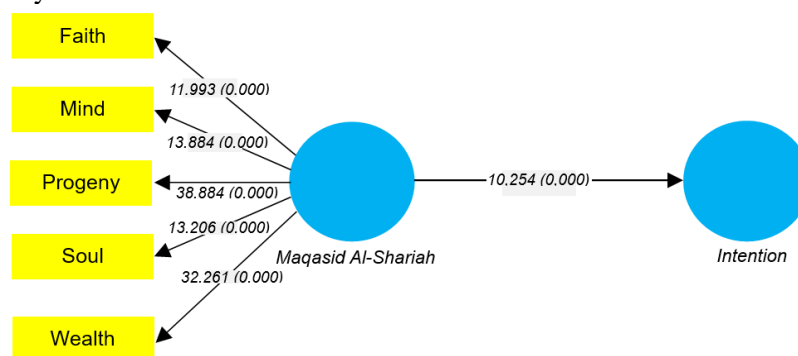 Faith
11.993 (0.000)
Mind
13.884 (0.000)
Progeny
38.884 (0.000)
10.254 (0.000)
Soul
13.206 (0.000)
Maqasid Al-Shariah
Intention
32.261 (0.000)
Wealth